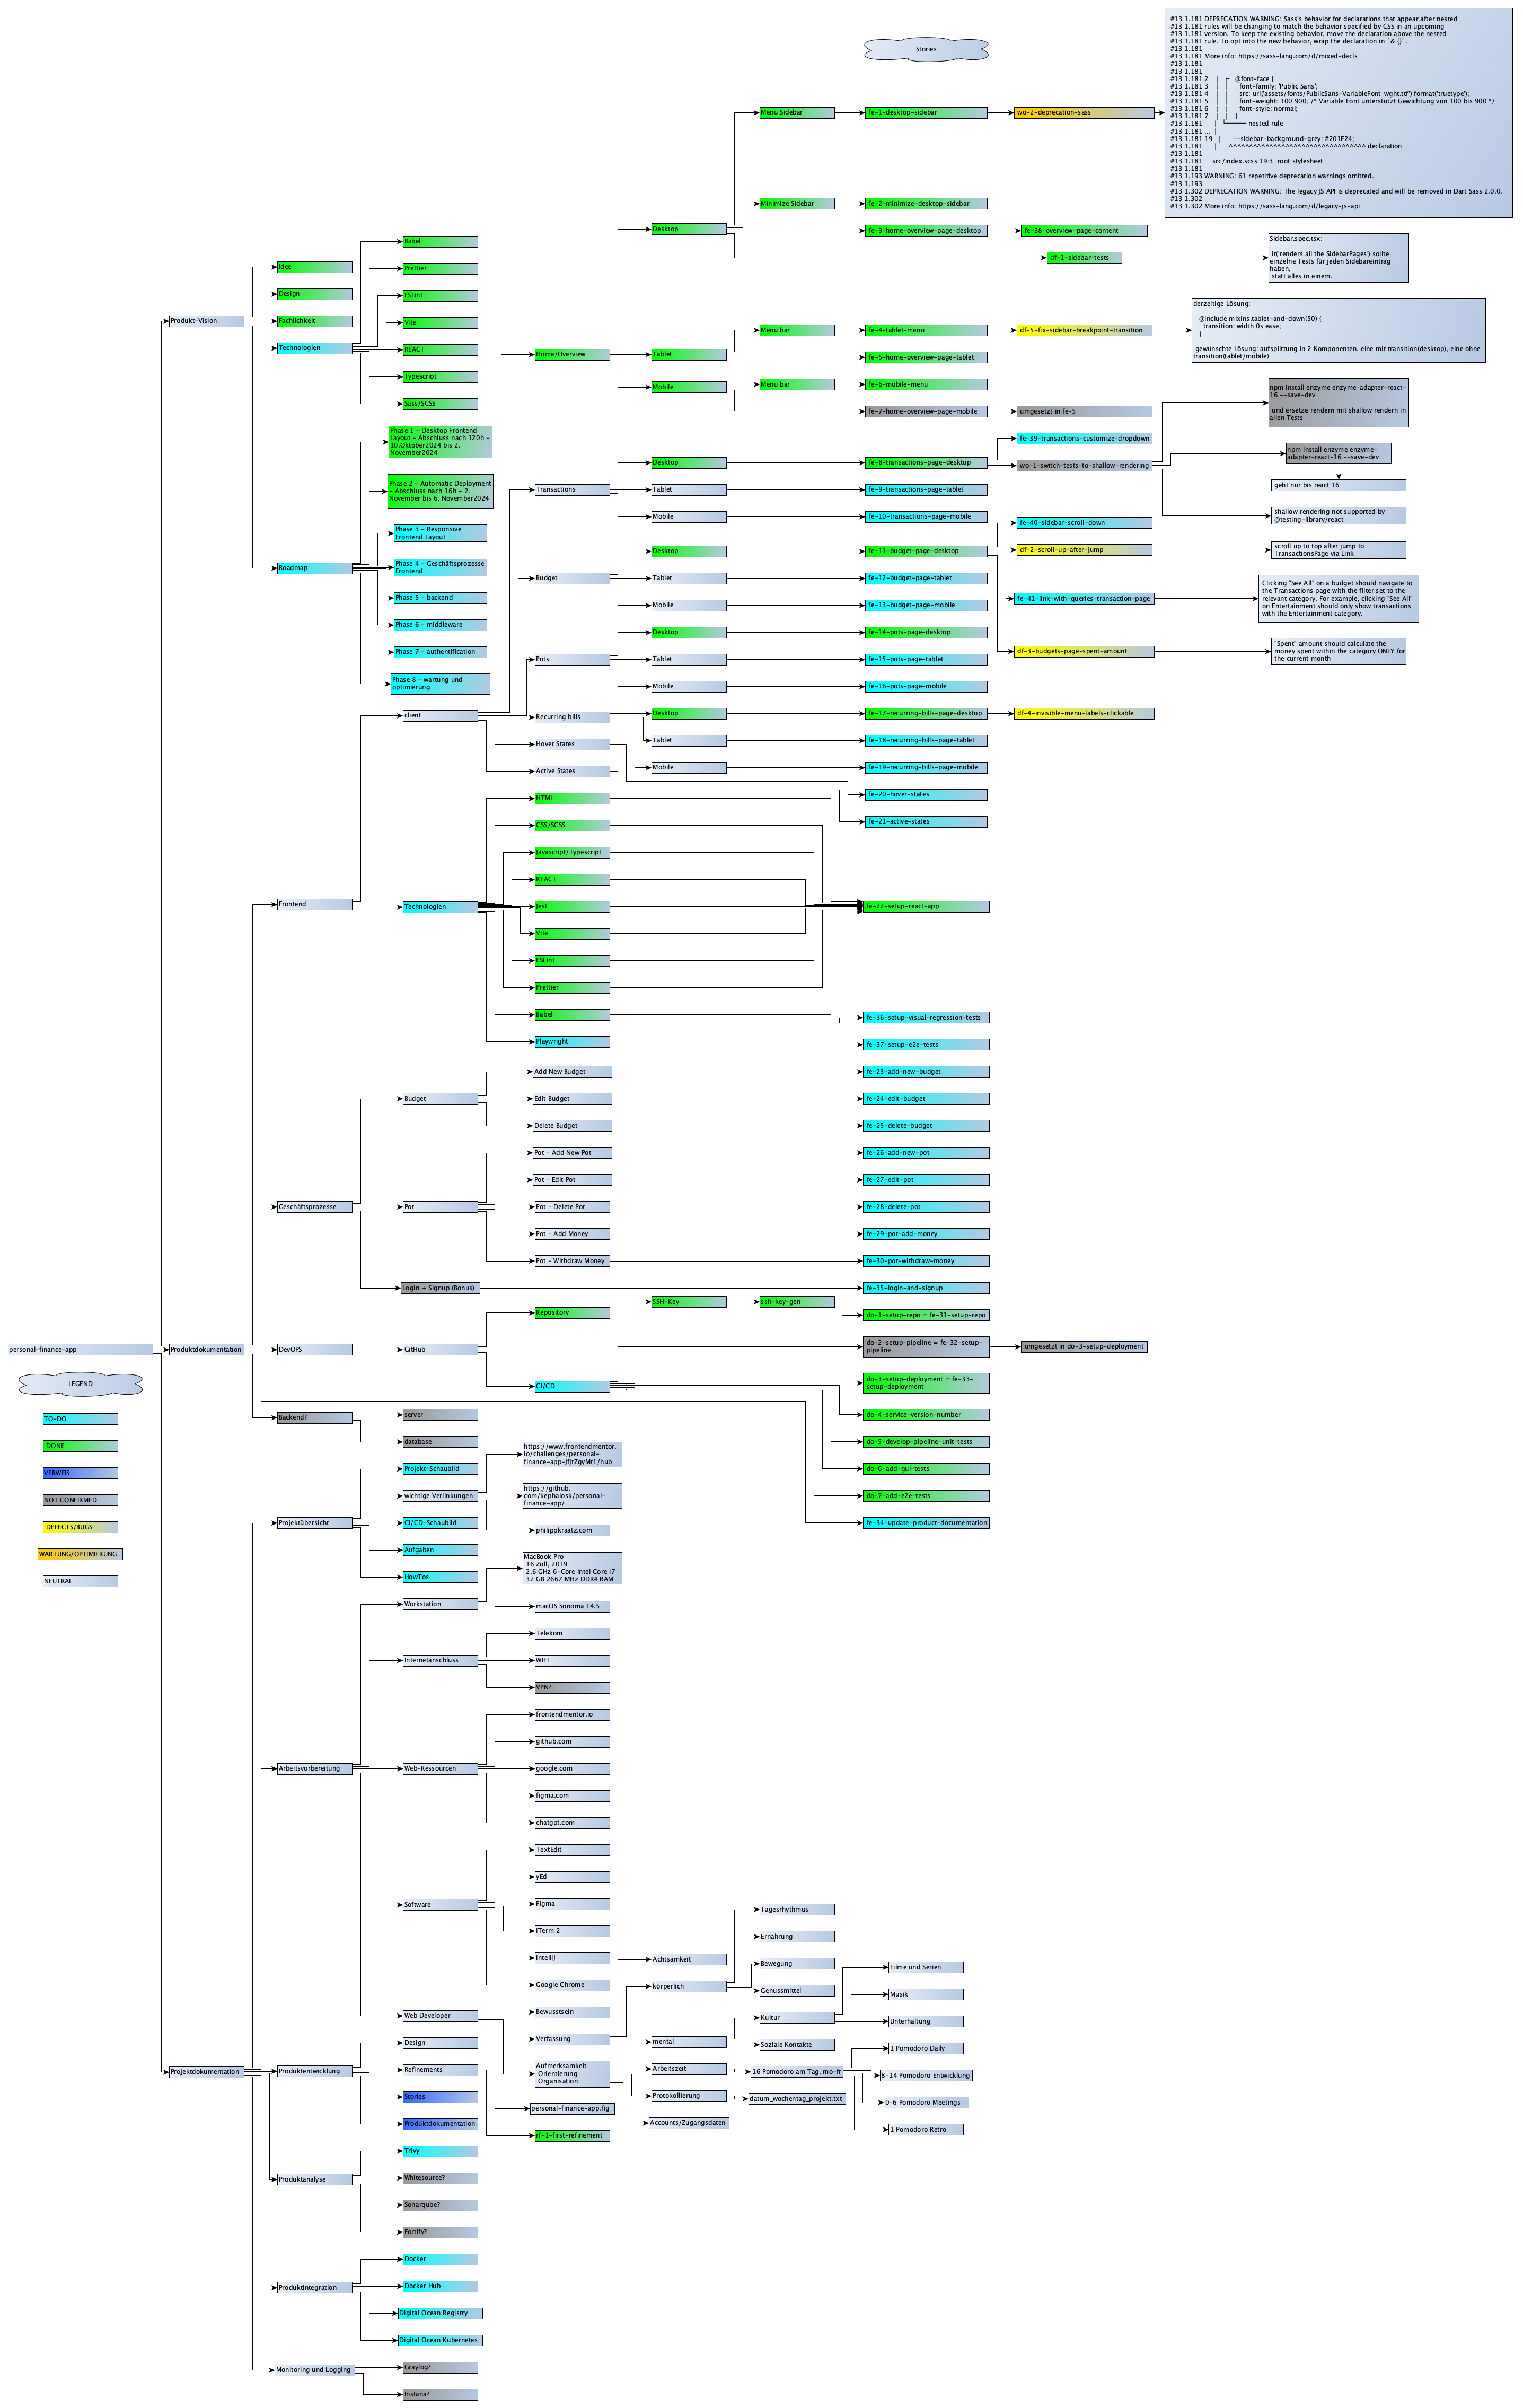 Stories
#13 1.181 DEPRECATION WARNING: Sass's behavior for declarations that appear after nested
#13 1.181 rules will be changing to match the behavior specified by CSS in an upcoming
#13 1.181 version. To keep the existing behavior, move the declaration above the nested
#13 1.181 rule. To opt into the new behavior, wrap the declaration in `& {}`.
#13 1.181
#13 1.181 More info: https://sass-lang.com/d/mixed-decls
#13 1.181
#13 1.181 ,
#13 1.181 2 │ ┌ @font-face {
#13 1.181 3 │ │ font-family: 'Public Sans';
#13 1.181 4 │ │ src: url('assets/fonts/PublicSans-VariableFont_wght.ttf') format('truetype');
#13 1.181 5 │ │ font-weight: 100 900; /* Variable Font unterstützt Gewichtung von 100 bis 900 */
#13 1.181 6 │ │ font-style: normal;
#13 1.181 7 │ │ }
#13 1.181 │ └─── nested rule
#13 1.181 ... │
#13 1.181 19 │ --sidebar-background-grey: #201F24;
#13 1.181 │ ^^^^^^^^^^^^^^^^^^^^^^^^^^^^^^^^^^ declaration
#13 1.181 '
#13 1.181 src/index.scss 19:3 root stylesheet
#13 1.181
#13 1.193 WARNING: 61 repetitive deprecation warnings omitted.
#13 1.193
#13 1.302 DEPRECATION WARNING: The legacy JS API is deprecated and will be removed in Dart Sass 2.0.0.
#13 1.302
#13 1.302 More info: https://sass-lang.com/d/legacy-js-api
Menu Sidebar
fe-1-desktop-sidebar
wo-2-deprecation-sass
Minimize Sidebar
fe-2-minimize-desktop-sidebar
Desktop
fe-3-home-overview-page-desktop
fe-38-overview-page-content
df-1-sidebar-tests
Sidebar.spec.tsx:
it('renders all the SidebarPages') sollte
einzelne Tests für jeden Sidebareintrag
haben,
statt alles in einem.
Babel
Idee
Prettier
Design
ESLint
Produkt-Vision
Fachlichkeit
Vite
Technologien
REACT
Typescriot
Sass/SCSS
Home/Overview
Tablet
Menu bar
fe-4-tablet-menu
df-5-fix-sidebar-breakpoint-transition
derzeitige Lösung:
@include mixins.tablet-and-down(50) {
transition: width 0s ease;
}
gewünschte Lösung: aufsplittung in 2 Komponenten. eine mit transition(desktop), eine ohne
transition(tablet/mobile)
fe-5-home-overview-page-tablet
Mobile
Menu bar
fe-6-mobile-menu
fe-7-home-overview-page-mobile
umgesetzt in fe-5
npm install enzyme enzyme-adapter-react-
16 --save-dev
und ersetze rendern mit shallow rendern in
allen Tests
Phase 1 - Desktop Frontend
Layout - Abschluss nach 120h -
10.Oktober2024 bis 2.
November2024
Phase 2 - Automatic Deployment
- Abschluss nach 16h - 2.
November bis 6. November2024
Phase 3 - Responsive
Frontend Layout
Roadmap
Phase 4 - Geschäftsprozesse
Frontend
Phase 5 - backend
Phase 6 - middleware
Phase 7 - authentification
Phase 8 - wartung und
optimierung
Transactions
Desktop
fe-8-transactions-page-desktop
fe-39-transactions-customize-dropdown
wo-1-switch-tests-to-shallow-rendering
npm install enzyme enzyme-
adapter-react-16 --save-dev
geht nur bis react 16
shallow rendering not supported by
@testing-library/react
Tablet
fe-9-transactions-page-tablet
Mobile
fe-10-transactions-page-mobile
fe-40-sidebar-scroll-down
Budget
Desktop
fe-11-budget-page-desktop
df-2-scroll-up-after-jump
scroll up to top after jump to
TransactionsPage via Link
Tablet
fe-12-budget-page-tablet
fe-41-link-with-queries-transaction-page
Clicking "See All" on a budget should navigate to
the Transactions page with the filter set to the
relevant category. For example, clicking "See All"
on Entertainment should only show transactions
with the Entertainment category.
Mobile
fe-13-budget-page-mobile
Pots
Desktop
fe-14-pots-page-desktop
df-3-budgets-page-spent-amount
"Spent" amount should calculate the
money spent within the category ONLY for
the current month
Tablet
fe-15-pots-page-tablet
Mobile
fe-16-pots-page-mobile
client
Recurring bills
Desktop
fe-17-recurring-bills-page-desktop
df-4-invisible-menu-labels-clickable
Tablet
fe-18-recurring-bills-page-tablet
Mobile
fe-19-recurring-bills-page-mobile
Hover States
fe-20-hover-states
Active States
fe-21-active-states
HTML
CSS/SCSS
Javascript/Typescript
REACT
Frontend
Technologien
Jest
fe-22-setup-react-app
Vite
ESLint
Prettier
Babel
Playwright
fe-36-setup-visual-regression-tests
fe-37-setup-e2e-tests
Budget
Add New Budget
fe-23-add-new-budget
Edit Budget
fe-24-edit-budget
Delete Budget
fe-25-delete-budget
Geschäftsprozesse
Pot
Pot - Add New Pot
fe-26-add-new-pot
Pot - Edit Pot
fe-27-edit-pot
Pot - Delete Pot
fe-28-delete-pot
Pot - Add Money
fe-29-pot-add-money
Pot - Withdraw Money
fe-30-pot-withdraw-money
Login + Signup (Bonus)
fe-35-login-and-signup
Repository
SSH-Key
ssh-key-gen
do-1-setup-repo = fe-31-setup-repo
personal-finance-app
Produktdokumentation
DevOPS
GitHub
do-2-setup-pipeline = fe-32-setup-
pipeline
umgesetzt in do-3-setup-deployment
CI/CD
do-3-setup-deployment = fe-33-
setup-deployment
do-4-service-version-number
do-5-develop-pipeline-unit-tests
do-6-add-gui-tests
do-7-add-e2e-tests
fe-34-update-product-documentation
Backend?
server
database
LEGEND
TO-DO
DONE
VERWEIS
NOT CONFIRMED
DEFECTS/BUGS
WARTUNG/OPTIMIERUNG
NEUTRAL
Projektübersicht
Projekt-Schaubild
wichtige Verlinkungen
https://www.frontendmentor.
io/challenges/personal-
finance-app-JfjtZgyMt1/hub
https://github.
com/kephalosk/personal-
finance-app/
philippkraatz.com
CI/CD-Schaubild
Aufgaben
HowTos
Workstation
MacBook Pro
16 Zoll, 2019
2,6 GHz 6-Core Intel Core i7
32 GB 2667 MHz DDR4 RAM
macOS Sonoma 14.5
Internetanschluss
Telekom
WIFI
VPN?
Arbeitsvorbereitung
Web-Ressourcen
frontendmentor.io
github.com
google.com
figma.com
chatgpt.com
Software
TextEdit
yEd
Figma
iTerm 2
IntelliJ
Google Chrome
Web Developer
Bewusstsein
Achtsamkeit
Verfassung
körperlich
Tagesrhythmus
Ernährung
Bewegung
Genussmittel
mental
Kultur
Filme und Serien
Musik
Unterhaltung
Soziale Kontakte
Aufmerksamkeit
Orientierung
Organisation
Arbeitszeit
16 Pomodoro am Tag, mo-fr
1 Pomodoro Daily
8-14 Pomodoro Entwicklung
0-6 Pomodoro Meetings
1 Pomodoro Retro
Protokollierung
datum_wochentag_projekt.txt
Accounts/Zugangsdaten
Projektdokumentation
Produktentwicklung
Design
personal-finance-app.fig
Refinements
rf-1-first-refinement
Stories
Produktdokumentation
Produktanalyse
Trivy
Whitesource?
Sonarqube?
Fortify?
Produktintegration
Docker
Docker Hub
Digital Ocean Registry
Digital Ocean Kubernetes
Monitoring und Logging
Graylog?
Instana?